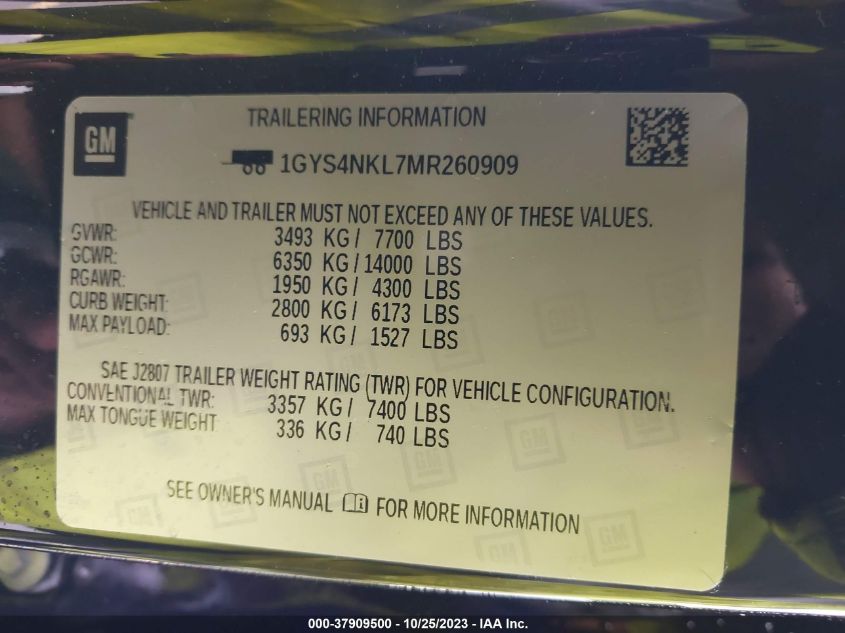 GM
TRAILERING INFORMATION
1GYS4NKL7MR260909
VEHICLE AND TRAILER MUST NOT EXCEED ANY OF THESE VALUES.
GVWR: 3493 KG/ 7700 LBS
GCWR: 6350 KG/14000 LBS
RGAWR: 1950 KG/ 4300 LBS
CURB WEIGHT: 2800 KG/ 6173 LBS
MAX PAYLOAD: 693 KG/ 1527 LBS
SAE J2807 TRAILER WEIGHT RATING (TWR) FOR VEHICLE CONFIGURATION.
CONVENTIONAL TWR: 3357 KG/ 7400 LBS
MAX TONGUE WEIGHT 336 KG/ 740 LBS
SEE OWNER'S MANUAL FOR MORE INFORMATION
000-37909500 - 10/25/2023 - IAA Inc.